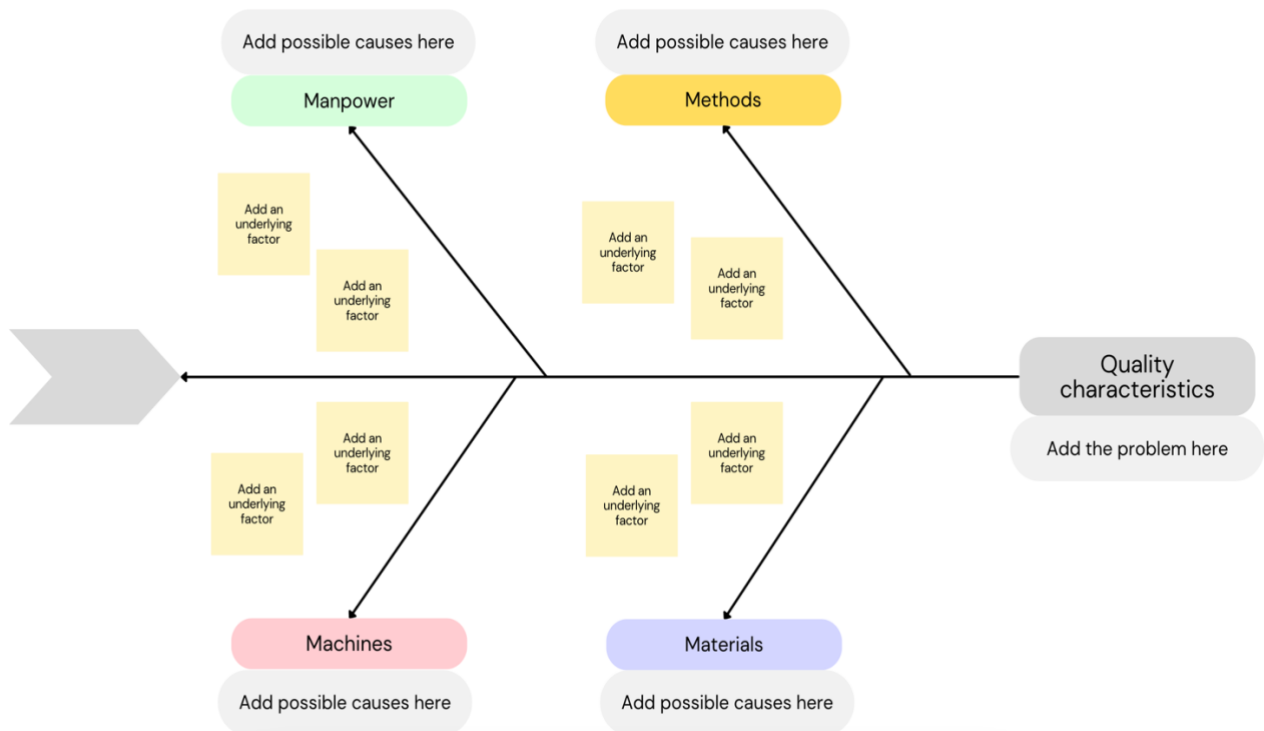 Add possible causes here
Add possible causes here
Manpower
Methods
Add an
underlying
factor
Add an
underlying
factor
Add an
underlying
factor
Add an
underlying
factor
Quality
characteristics
Add the problem here
Add an
underlying
factor
Add an
underlying
factor
Add an
underlying
factor
Add an
underlying
factor
Machines
Materials
Add possible causes here
Add possible causes here